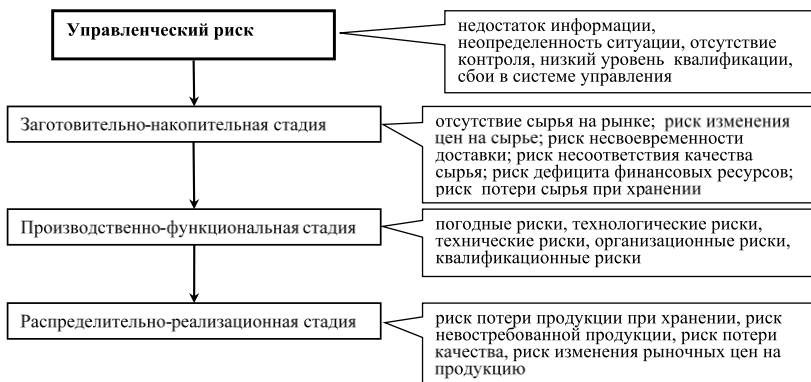 Управленческий риск
недостаток информации,
неопределенность ситуации, отсутствие
контроля, низкий уровень квалификации,
сбои в системе управления
Заготовительно-накопительная стадия
отсутствие сырья на рынке; риск изменения
цен на сырье; риск несвоевременности
доставки; риск несоответствия качества
сырья; риск дефицита финансовых ресурсов;
риск потери сырья при хранении
Производственно-функциональная стадия
погодные риски, технологические риски,
технические риски, организационные риски,
квалификационные риски
Распределительно-реализационная стадия
риск потери продукции при хранении, риск
невостребованной продукции, риск потери
качества, риск изменения рыночных цен на
продукцию